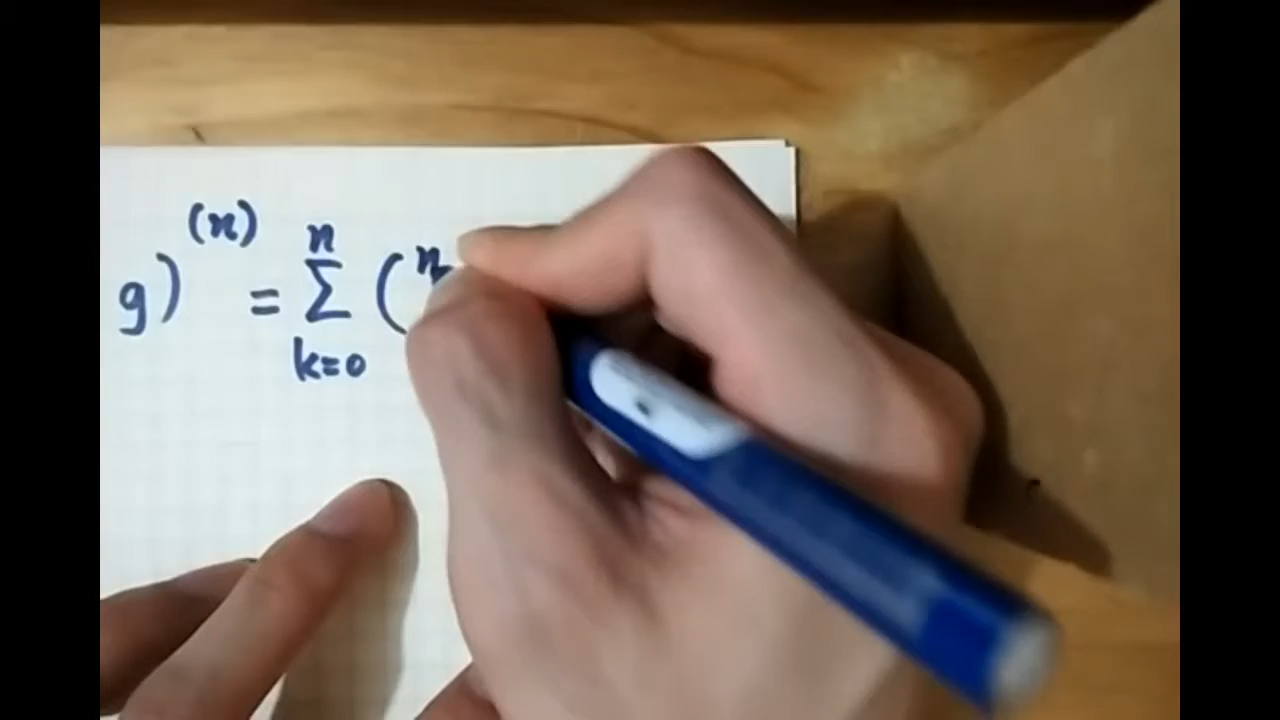 g)^(n) = n∑k=0 (n